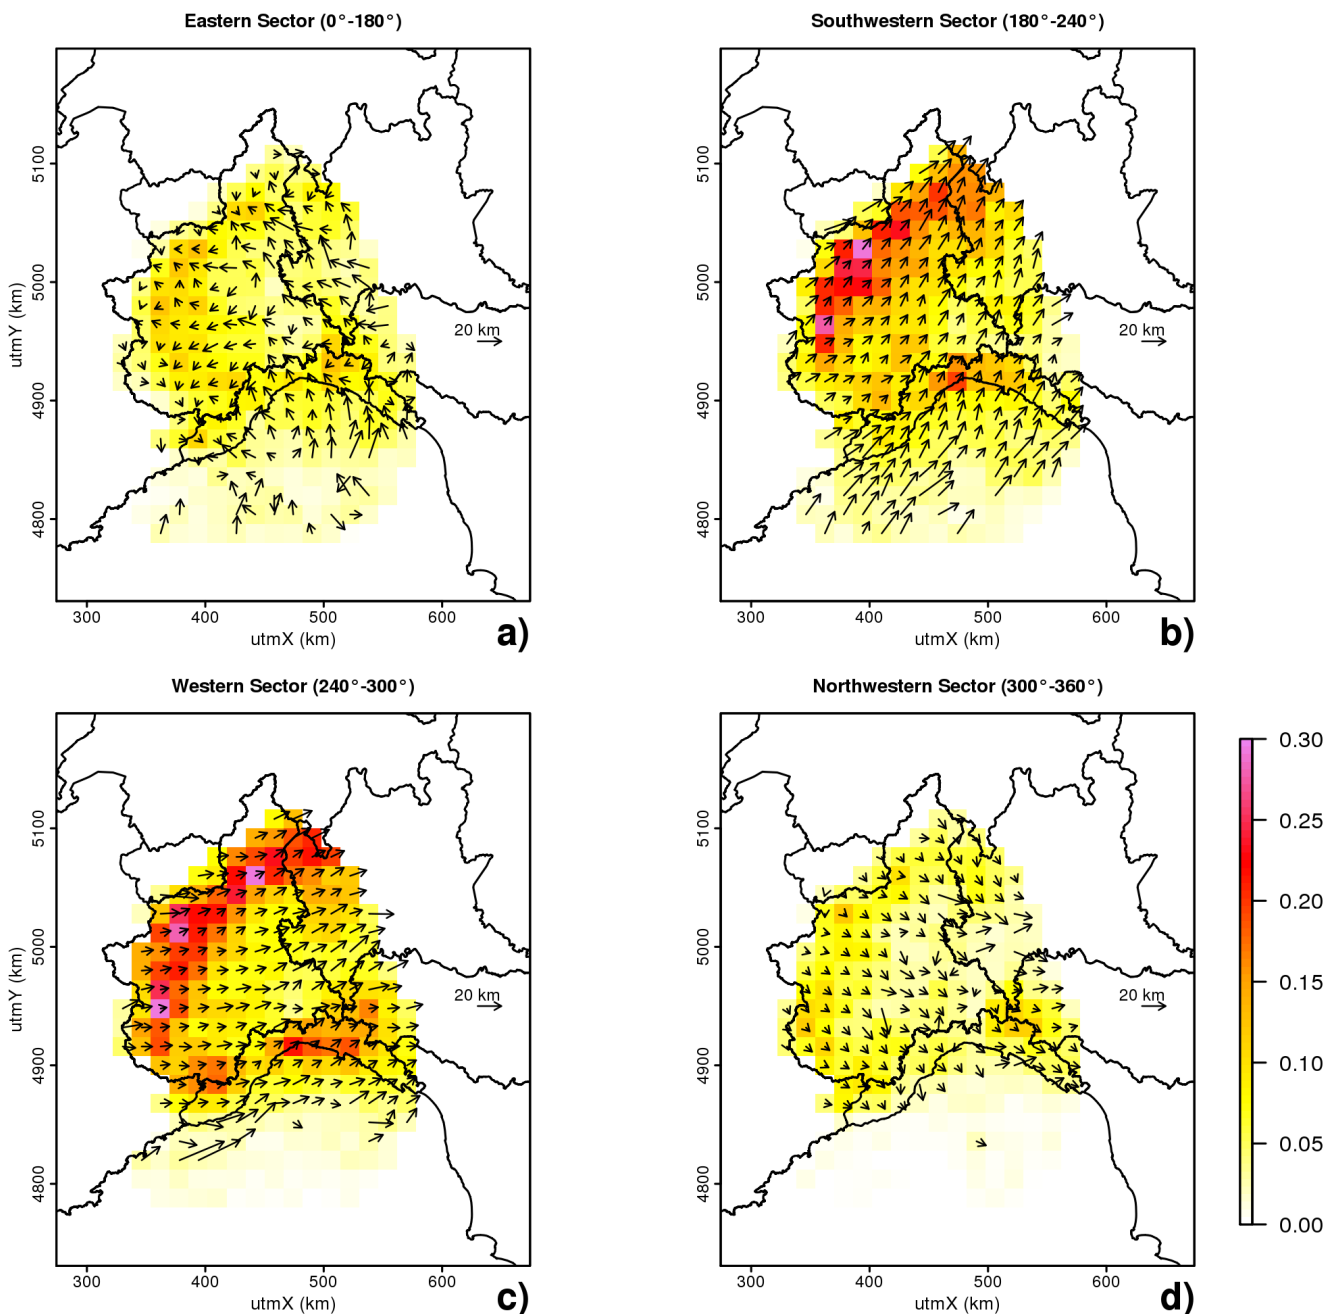 Eastern Sector (0°-180°)
Southwestern Sector (180°-240°)
utmY (km)
5100
5000
4900
4800
20 km
300
400
500
600
utmX (km)
a)
5100
5000
4900
4800
20 km
300
400
500
600
utmX (km)
b)
Western Sector (240°-300°)
Northwestern Sector (300°-360°)
utmY (km)
5100
5000
4900
4800
20 km
300
400
500
600
utmX (km)
c)
5100
5000
4900
4800
20 km
300
400
500
600
utmX (km)
d)
0.30
0.25
0.20
0.15
0.10
0.05
0.00